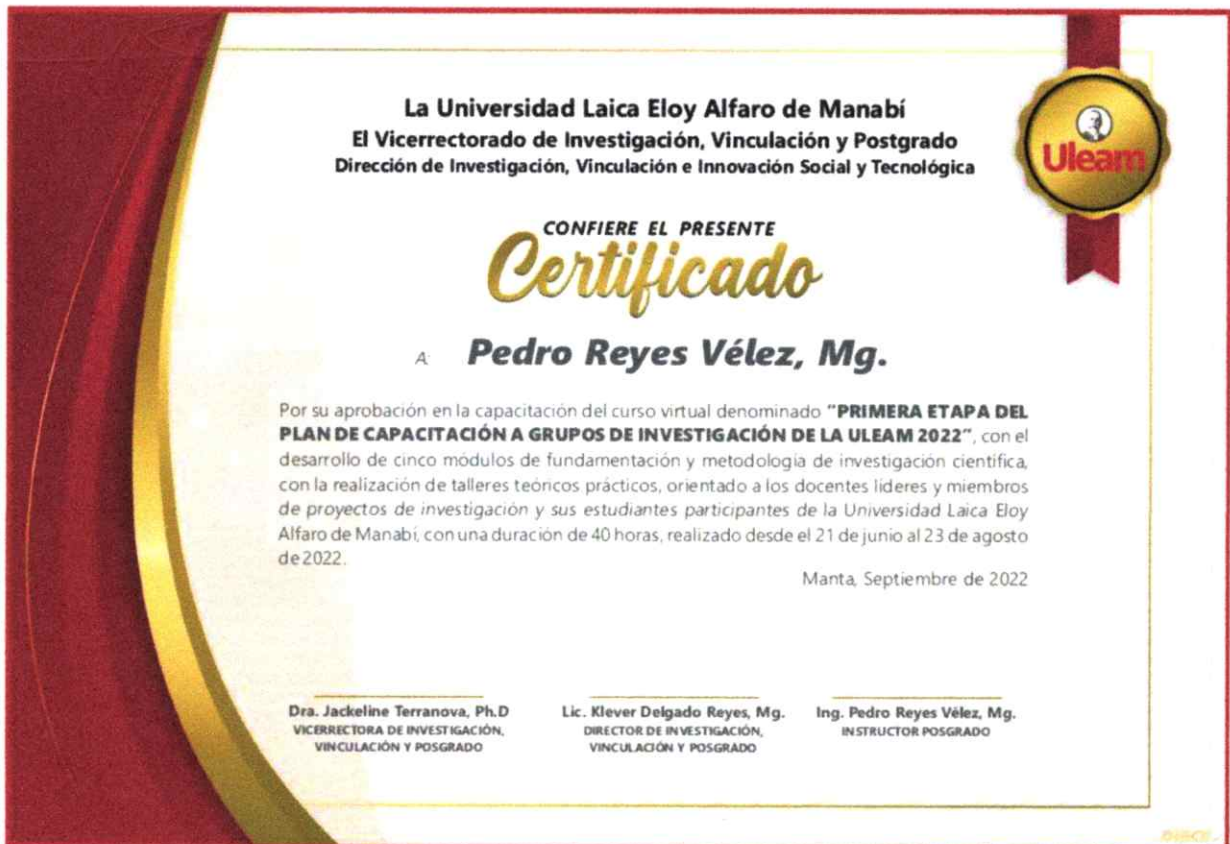 La Universidad Laica Eloy Alfaro de Manabí
El Vicerrectorado de Investigación, Vinculación y Postgrado
Dirección de Investigación, Vinculación e Innovación Social y Tecnológica
Uleam
CONFIERE EL PRESENTE
Certificado
A: Pedro Reyes Vélez, Mg.
Por su aprobación en la capacitación del curso virtual denominado "PRIMERA ETAPA DEL
PLAN DE CAPACITACIÓN A GRUPOS DE INVESTIGACIÓN DE LA ULEAM 2022", con el
desarrollo de cinco módulos de fundamentación y metodología de investigación científica,
con la realización de talleres teóricos prácticos, orientado a los docentes líderes y miembros
de proyectos de investigación y sus estudiantes participantes de la Universidad Laica Eloy
Alfaro de Manabí, con una duración de 40 horas, realizado desde el 21 de junio al 23 de agosto
de 2022.
Manta, Septiembre de 2022
Dra. Jackeline Terranova, Ph.D
VICERRECTORA DE INVESTIGACIÓN,
VINCULACIÓN Y POSGRADO
Lic. Klever Delgado Reyes, Mg.
DIRECTOR DE INVESTIGACIÓN,
VINCULACIÓN Y POSGRADO
Ing. Pedro Reyes Vélez, Mg.
INSTRUCTOR POSGRADO